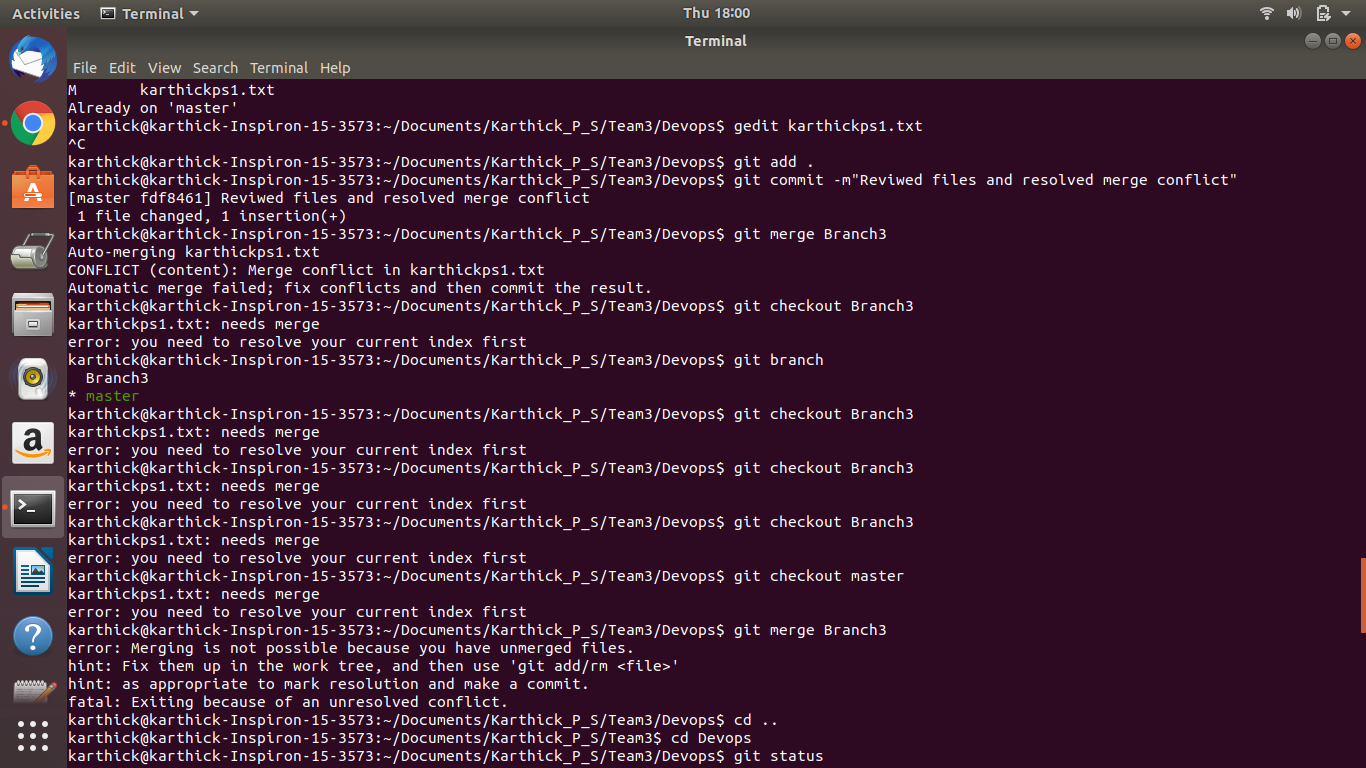 Activities Terminal Thu 18:00
Terminal
File Edit View Search Terminal Help
M       karthickps1.txt
Already on 'master'
karthick@karthick-Inspiron-15-3573:~/Documents/Karthick_P_S/Team3/Devops$ gedit karthickps1.txt
^C
karthick@karthick-Inspiron-15-3573:~/Documents/Karthick_P_S/Team3/Devops$ git add .
karthick@karthick-Inspiron-15-3573:~/Documents/Karthick_P_S/Team3/Devops$ git commit -m"Reviwed files and resolved merge conflict"
[master fdf8461] Reviwed files and resolved merge conflict
 1 file changed, 1 insertion(+)
karthick@karthick-Inspiron-15-3573:~/Documents/Karthick_P_S/Team3/Devops$ git merge Branch3
Auto-merging karthickps1.txt
CONFLICT (content): Merge conflict in karthickps1.txt
Automatic merge failed; fix conflicts and then commit the result.
karthick@karthick-Inspiron-15-3573:~/Documents/Karthick_P_S/Team3/Devops$ git checkout Branch3
karthickps1.txt: needs merge
error: you need to resolve your current index first
karthick@karthick-Inspiron-15-3573:~/Documents/Karthick_P_S/Team3/Devops$ git branch
  Branch3
* master
karthick@karthick-Inspiron-15-3573:~/Documents/Karthick_P_S/Team3/Devops$ git checkout Branch3
karthickps1.txt: needs merge
error: you need to resolve your current index first
karthick@karthick-Inspiron-15-3573:~/Documents/Karthick_P_S/Team3/Devops$ git checkout Branch3
karthickps1.txt: needs merge
error: you need to resolve your current index first
karthick@karthick-Inspiron-15-3573:~/Documents/Karthick_P_S/Team3/Devops$ git checkout Branch3
karthickps1.txt: needs merge
error: you need to resolve your current index first
karthick@karthick-Inspiron-15-3573:~/Documents/Karthick_P_S/Team3/Devops$ git checkout master
karthickps1.txt: needs merge
error: you need to resolve your current index first
karthick@karthick-Inspiron-15-3573:~/Documents/Karthick_P_S/Team3/Devops$ git merge Branch3
error: Merging is not possible because you have unmerged files.
hint: Fix them up in the work tree, and then use 'git add/rm <file>'
hint: as appropriate to mark resolution and make a commit.
fatal: Exiting because of an unresolved conflict.
karthick@karthick-Inspiron-15-3573:~/Documents/Karthick_P_S/Team3/Devops$ cd ..
karthick@karthick-Inspiron-15-3573:~/Documents/Karthick_P_S/Team3$ cd Devops
karthick@karthick-Inspiron-15-3573:~/Documents/Karthick_P_S/Team3/Devops$ git status